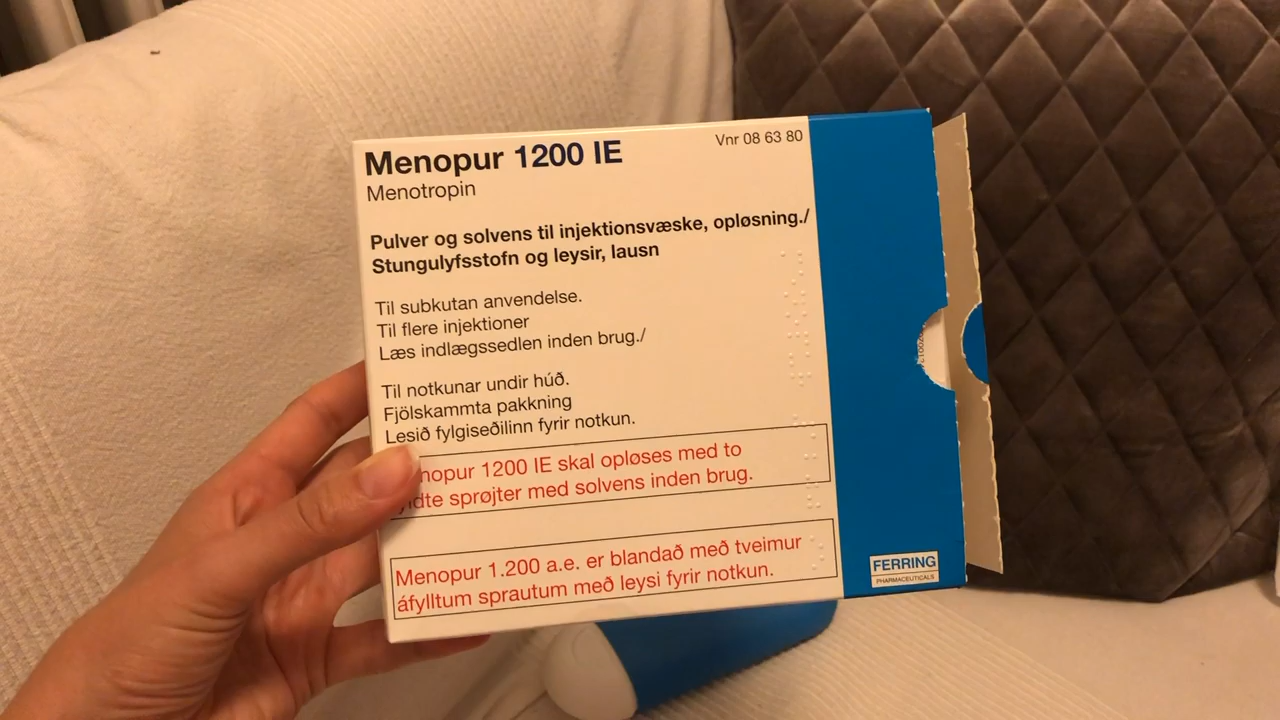 Menopur 1200 IE
Vnr 08 63 80
Menotropin
Pulver og solvens til injektionsvæske, opløsning./
Stungulyfsstofn og leysir, lausn
Til subkutan anvendelse.
Til flere injektioner
Læs indlægssedlen inden brug./
Til notkunar undir húð.
Fjölskammta pakkning
Lesið fylgiseðilinn fyrir notkun.
nopur 1200 IE skal opløses med to
ldte sprøjter med solvens inden brug.
Menopur 1.200 a.e. er blandað með tveimur
áfylltum sprautum með leysi fyrir notkun.
FERRING
PHARMACEUTICALS